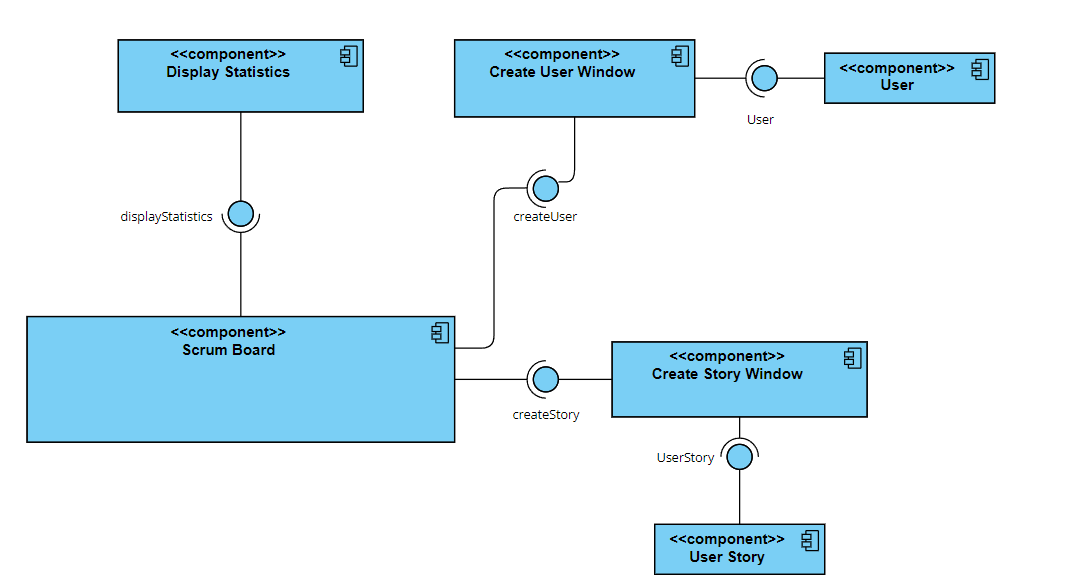 <<component>>
Display Statistics
<<component>>
Create User Window
<<component>>
User
User
displayStatistics
createUser
<<component>>
Scrum Board
<<component>>
Create Story Window
createStory
UserStory
<<component>>
User Story